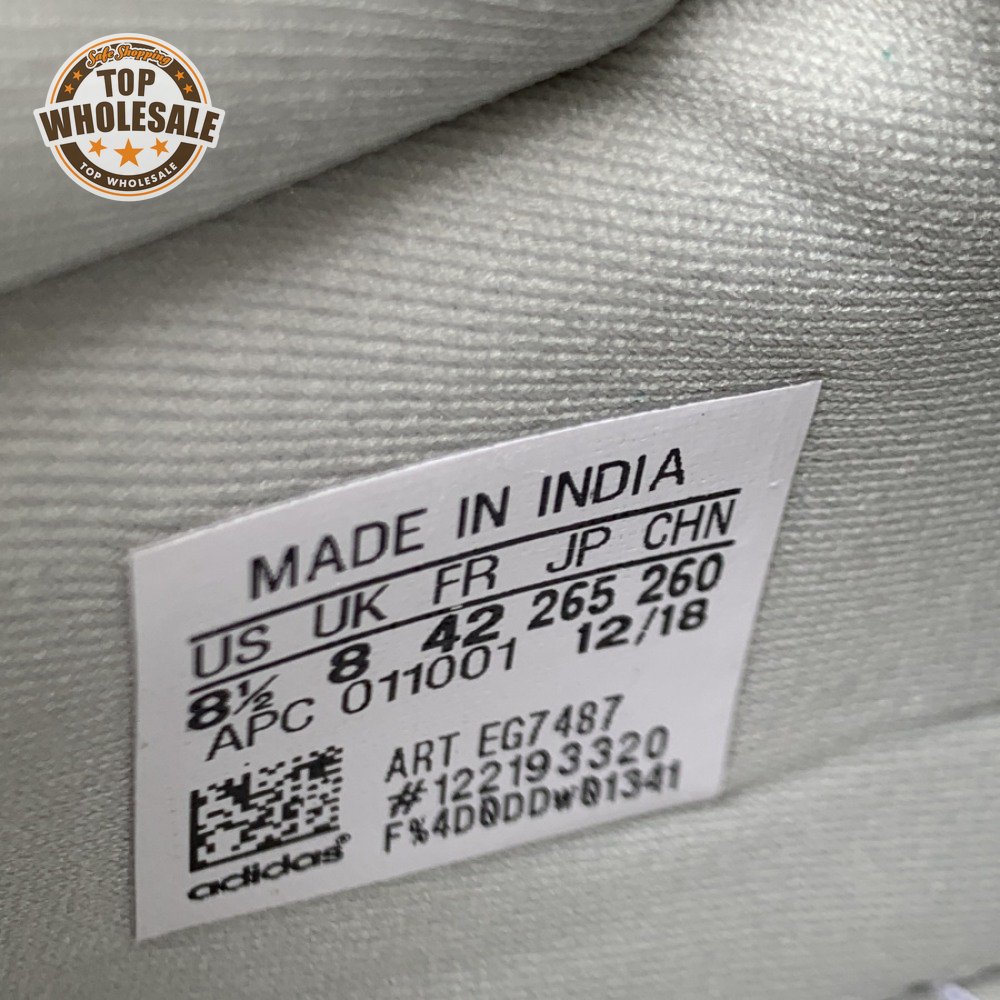 Safe Shopping
TOP
WHOLESALE
TOP WHOLESALE
MADE IN INDIA
US UK FR JP CHN
8½ 8 42 265 260
APC 011001 12/18
ART EG7487
#122193320
F%4D0DDw01341
adidas®